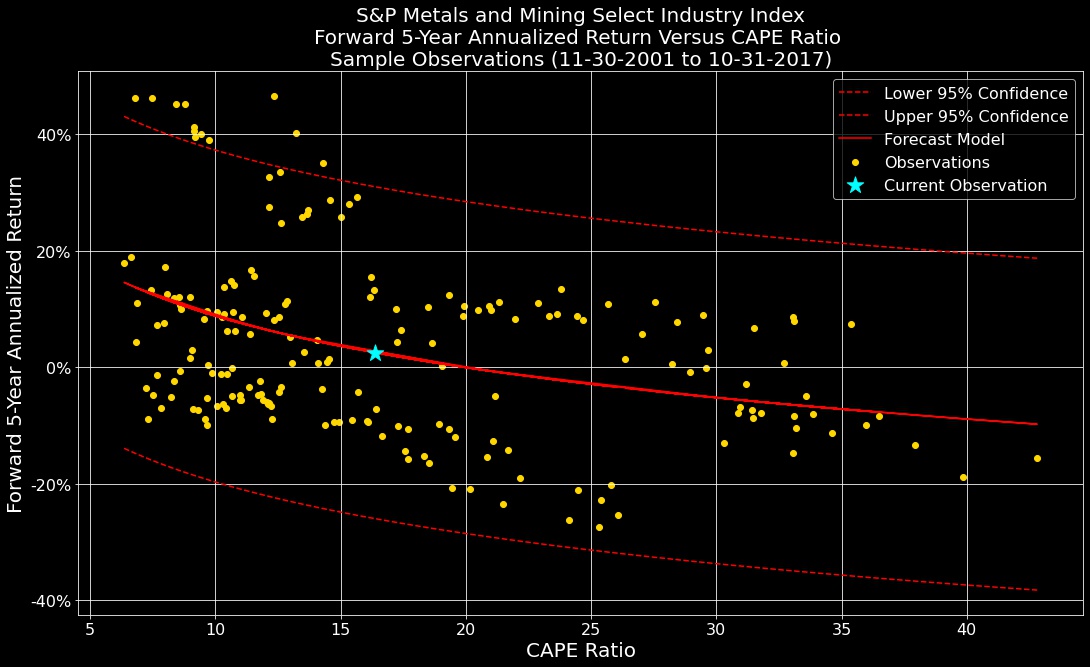 S&P Metals and Mining Select Industry Index
Forward 5-Year Annualized Return Versus CAPE Ratio
Sample Observations (11-30-2001 to 10-31-2017)
Lower 95% Confidence
Upper 95% Confidence
Forecast Model
Observations
Current Observation
Forward 5-Year Annualized Return
40%
20%
0%
-20%
-40%
5 10 15 20 25 30 35 40
CAPE Ratio